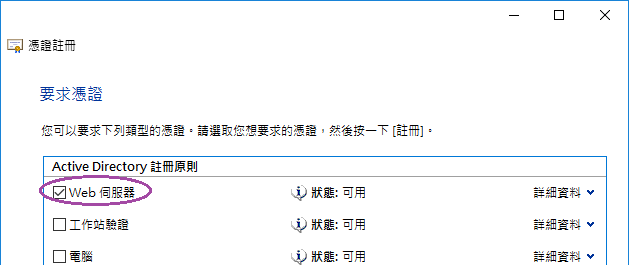 憑證註冊
要求憑證
您可以要求下列類型的憑證。請選取您想要求的憑證，然後按一下 [註冊]。
Active Directory 註冊原則
Web 伺服器 狀態: 可用 詳細資料
工作站驗證 狀態: 可用 詳細資料
電腦 狀態: 可用 詳細資料